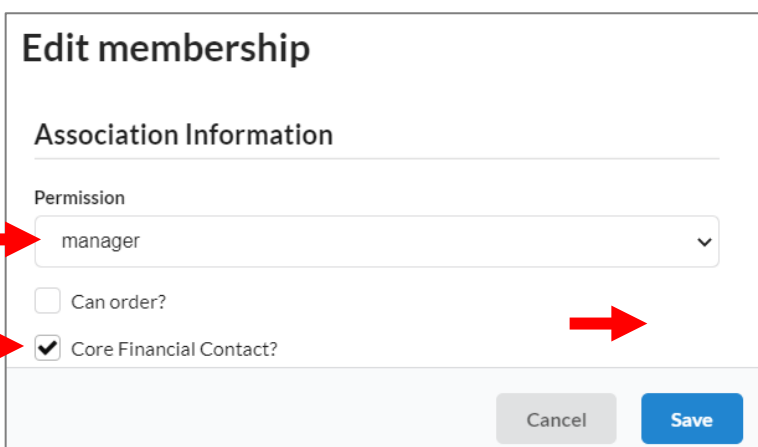 Edit membership
Association Information
Permission
manager
Can order?
Core Financial Contact?
Cancel Save